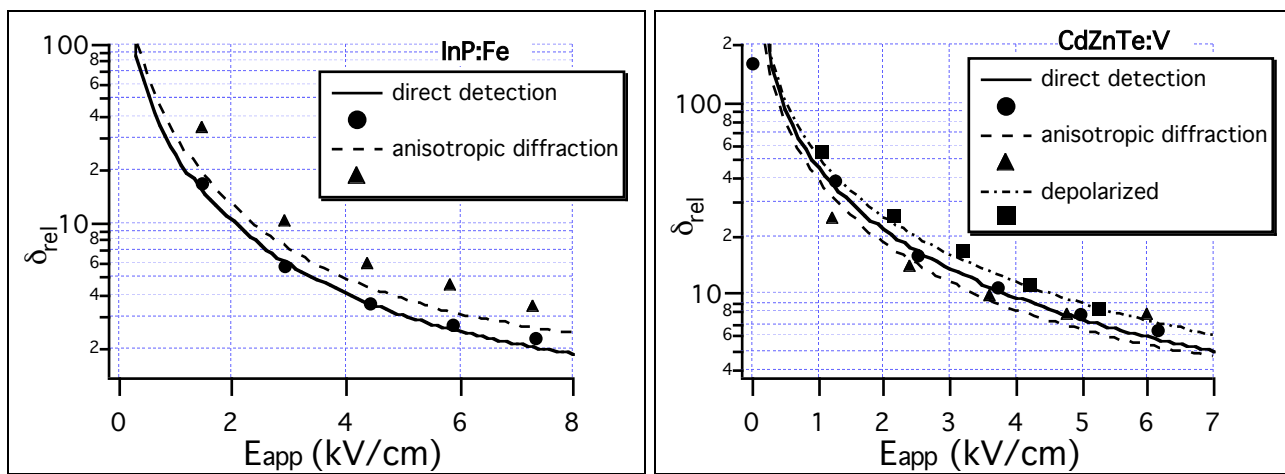 InP:Fe
100
8
6
4
2
10
8
6
4
2
δrel
direct detection
anisotropic diffraction
0 2 4 6 8
Eapp (kV/cm)
CdZnTe:V
2
100
8
6
4
2
10
8
6
4
δrel
direct detection
anisotropic diffraction
depolarized
0 1 2 3 4 5 6 7
Eapp (kV/cm)